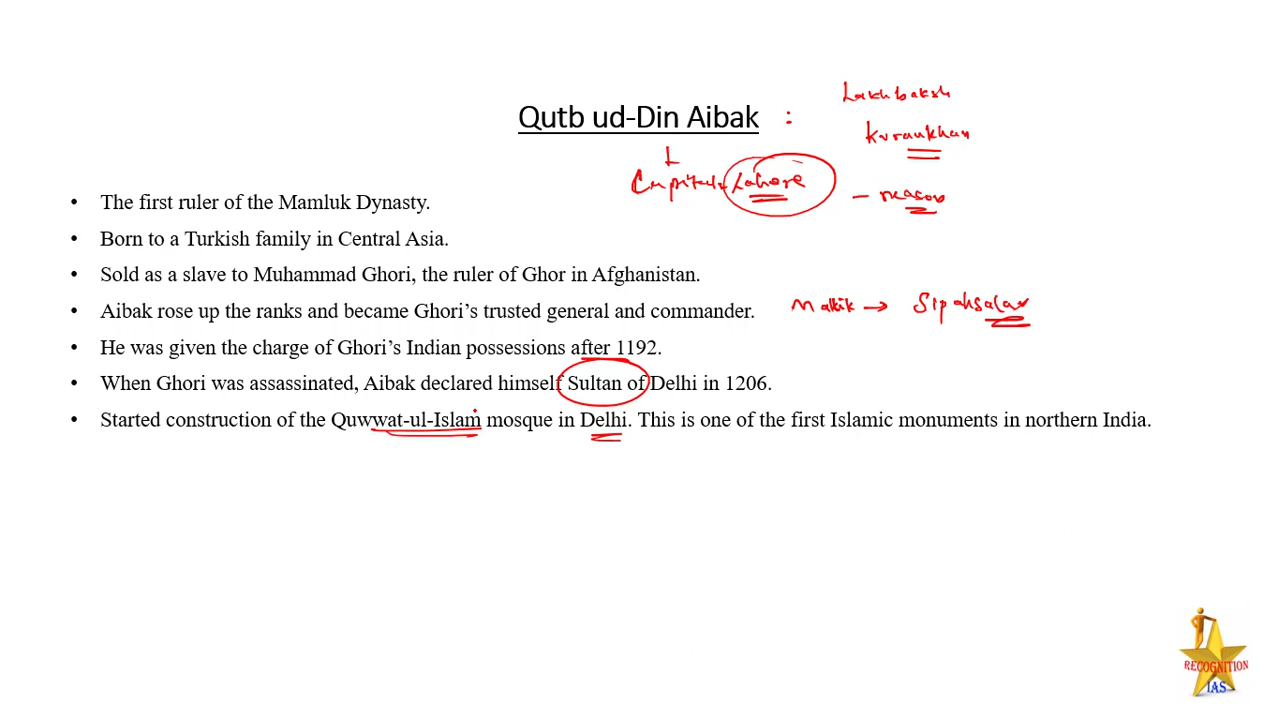 Lakhbaksh
Qutb ud-Din Aibak :
Kurankhan
Capital - Lahore
- reason
• The first ruler of the Mamluk Dynasty.
• Born to a Turkish family in Central Asia.
• Sold as a slave to Muhammad Ghori, the ruler of Ghor in Afghanistan.
• Aibak rose up the ranks and became Ghori’s trusted general and commander.
Malik → Sipahsalar
• He was given the charge of Ghori’s Indian possessions after 1192.
• When Ghori was assassinated, Aibak declared himself Sultan of Delhi in 1206.
• Started construction of the Quwwat-ul-Islam mosque in Delhi. This is one of the first Islamic monuments in northern India.
RECOGNITION
IAS